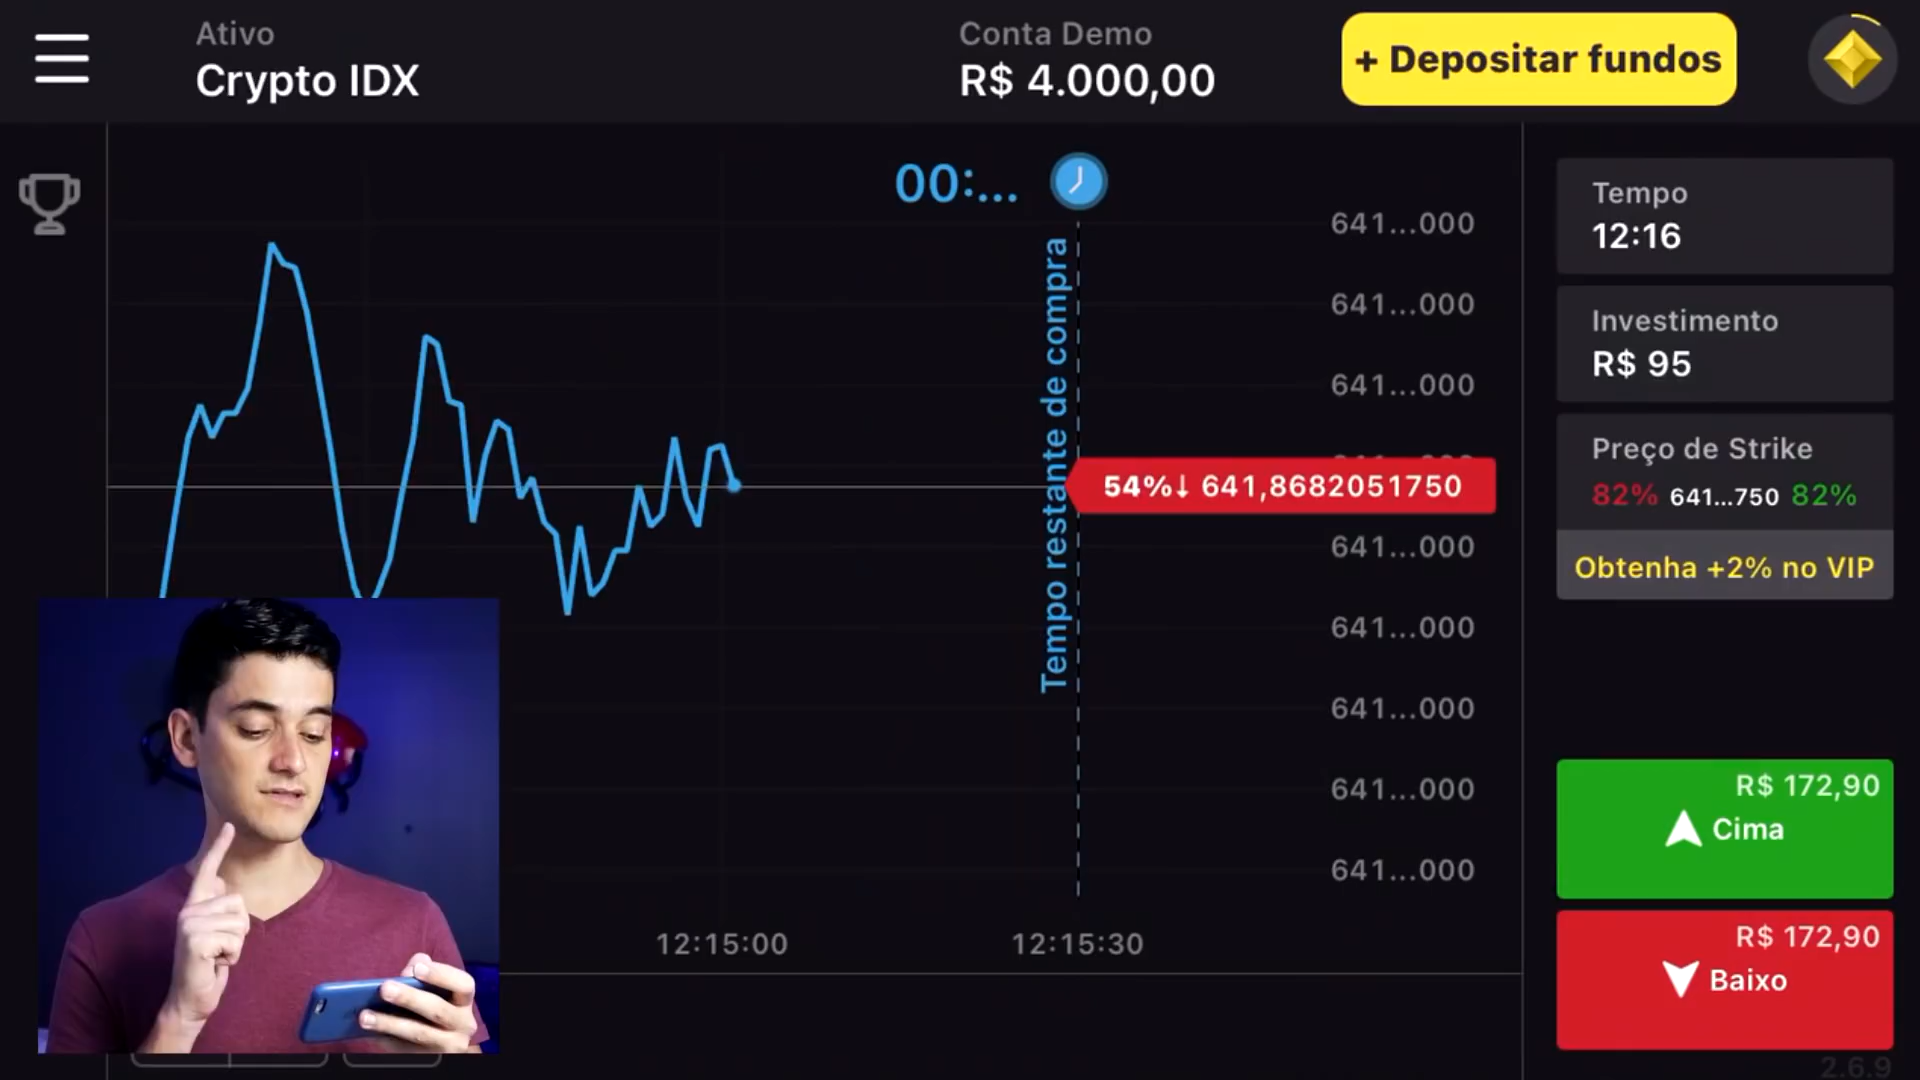 Ativo
Crypto IDX
Conta Demo
R$ 4.000,00
+ Depositar fundos
00:...
Tempo restante de compra
641...000
641...000
641...000
54%↓ 641,8682051750
641...000
641...000
641...000
641...000
641...000
12:15:00
12:15:30
Tempo
12:16
Investimento
R$ 95
Preço de Strike
82% 641...750 82%
Obtenha +2% no VIP
R$ 172,90
Cima
R$ 172,90
Baixo
2.6.9